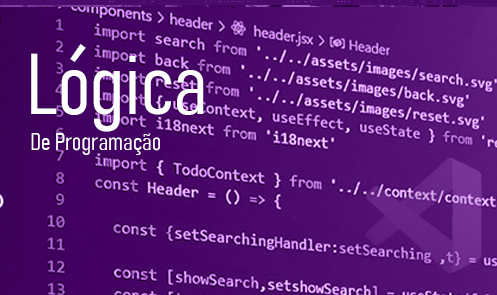 components > header > header.jsx > Header
Lógica
De Programação
1 import search from '../../assets/images/search.svg'
2 import back from '../../assets/images/back.svg'
3 import reset from '../../assets/images/reset.svg'
4 import { useContext, useEffect, useState } from 're
5 import i18next from 'i18next'
6
7 import { TodoContext } from '../../context/context
8 const Header = () => {
9
10 const {setSearchingHandler:setSearching ,t} = us
11
12 const [showSearch,setshowSearch] =
13